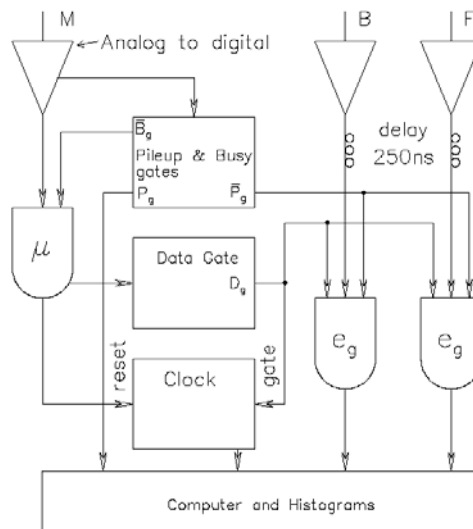 M
B
F
Analog to digital
B̅g
Pileup & Busy
gates
Pg
P̅g
delay
250ns
μ
Data Gate
Dg
eg
eg
reset
Clock
gate
Computer and Histograms